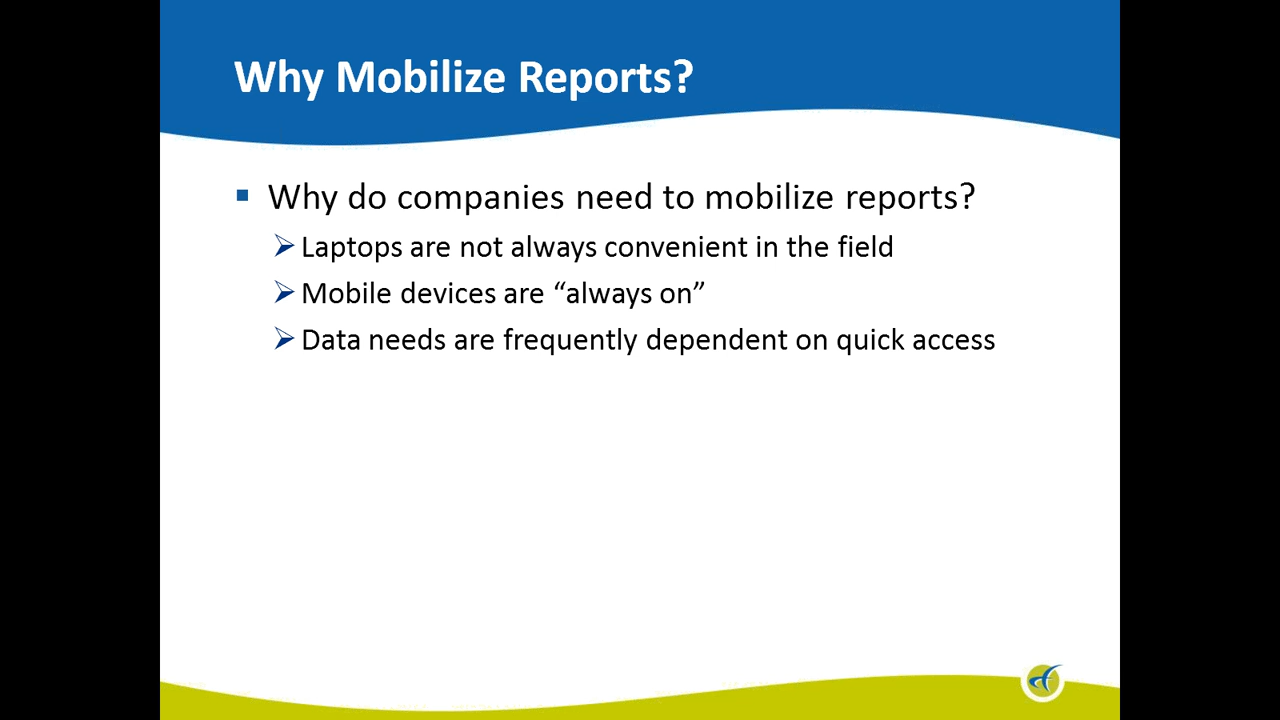 Why Mobilize Reports?
Why do companies need to mobilize reports?
Laptops are not always convenient in the field
Mobile devices are “always on”
Data needs are frequently dependent on quick access